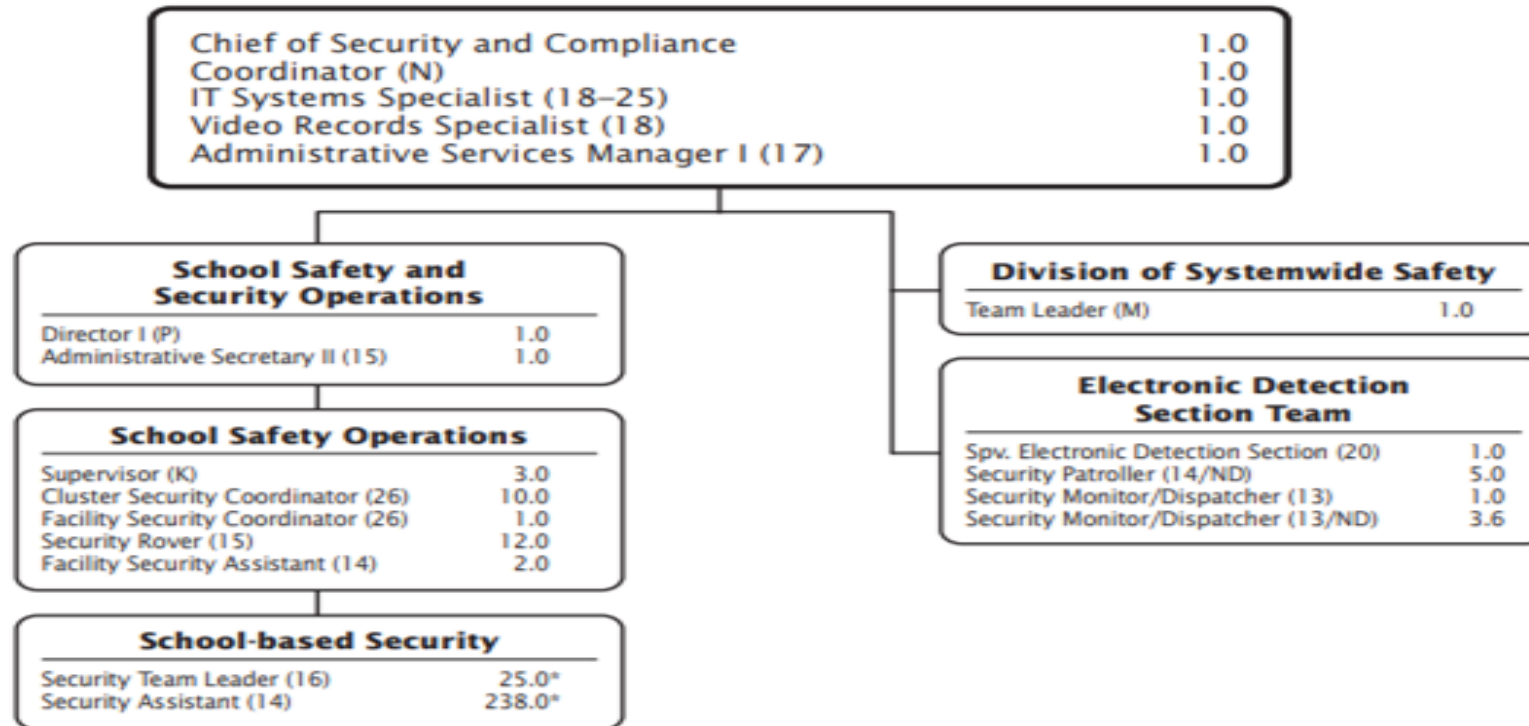 Chief of Security and Compliance 1.0
Coordinator (N) 1.0
IT Systems Specialist (18–25) 1.0
Video Records Specialist (18) 1.0
Administrative Services Manager I (17) 1.0
School Safety and
Security Operations
Director I (P) 1.0
Administrative Secretary II (15) 1.0
School Safety Operations
Supervisor (K) 3.0
Cluster Security Coordinator (26) 10.0
Facility Security Coordinator (26) 1.0
Security Rover (15) 12.0
Facility Security Assistant (14) 2.0
School-based Security
Security Team Leader (16) 25.0*
Security Assistant (14) 238.0*
Division of Systemwide Safety
Team Leader (M) 1.0
Electronic Detection
Section Team
Spv. Electronic Detection Section (20) 1.0
Security Patroller (14/ND) 5.0
Security Monitor/Dispatcher (13) 1.0
Security Monitor/Dispatcher (13/ND) 3.6